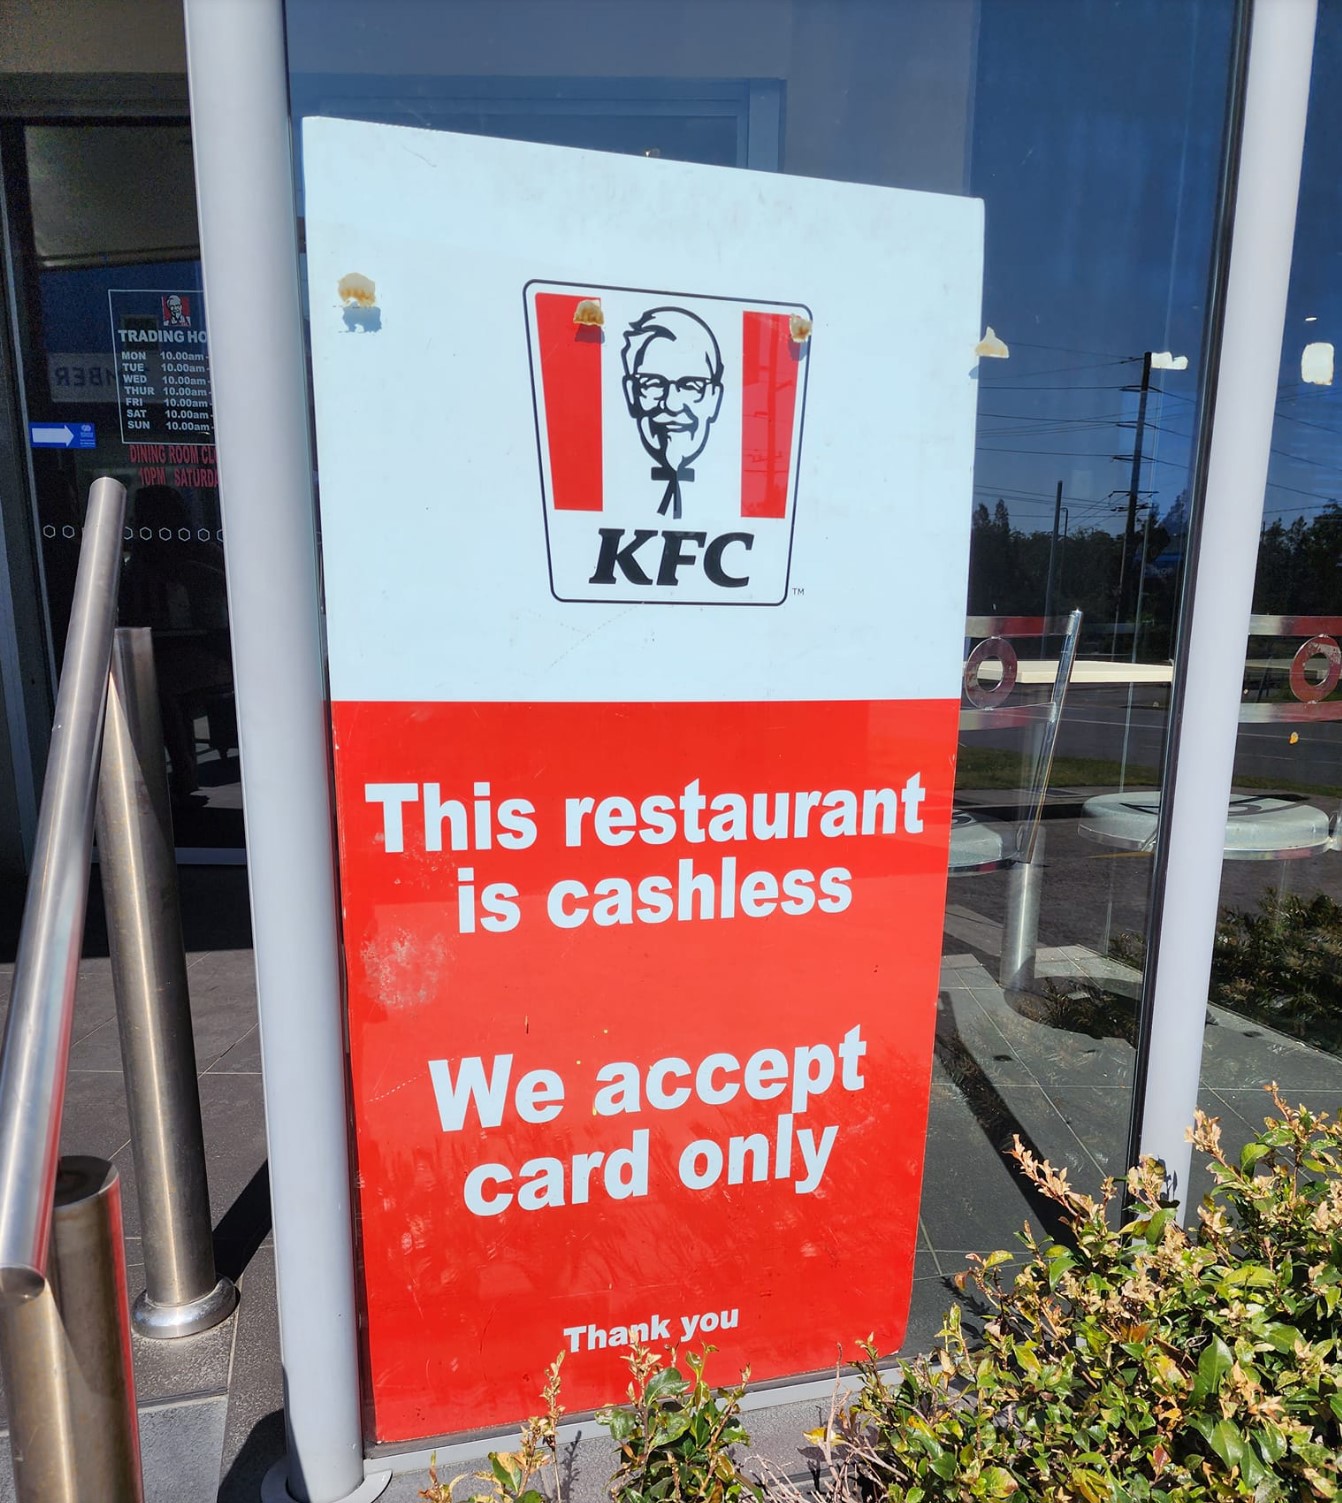 TRADING HO
MON 10.00am-
TUE 10.00am-
WED 10.00am-
THUR 10.00am-
FRI 10.00am-
SAT 10.00am-
SUN 10.00am-
DINING ROOM CL
10PM SATURDA
KFC
TM
This restaurant
is cashless
We accept
card only
Thank you